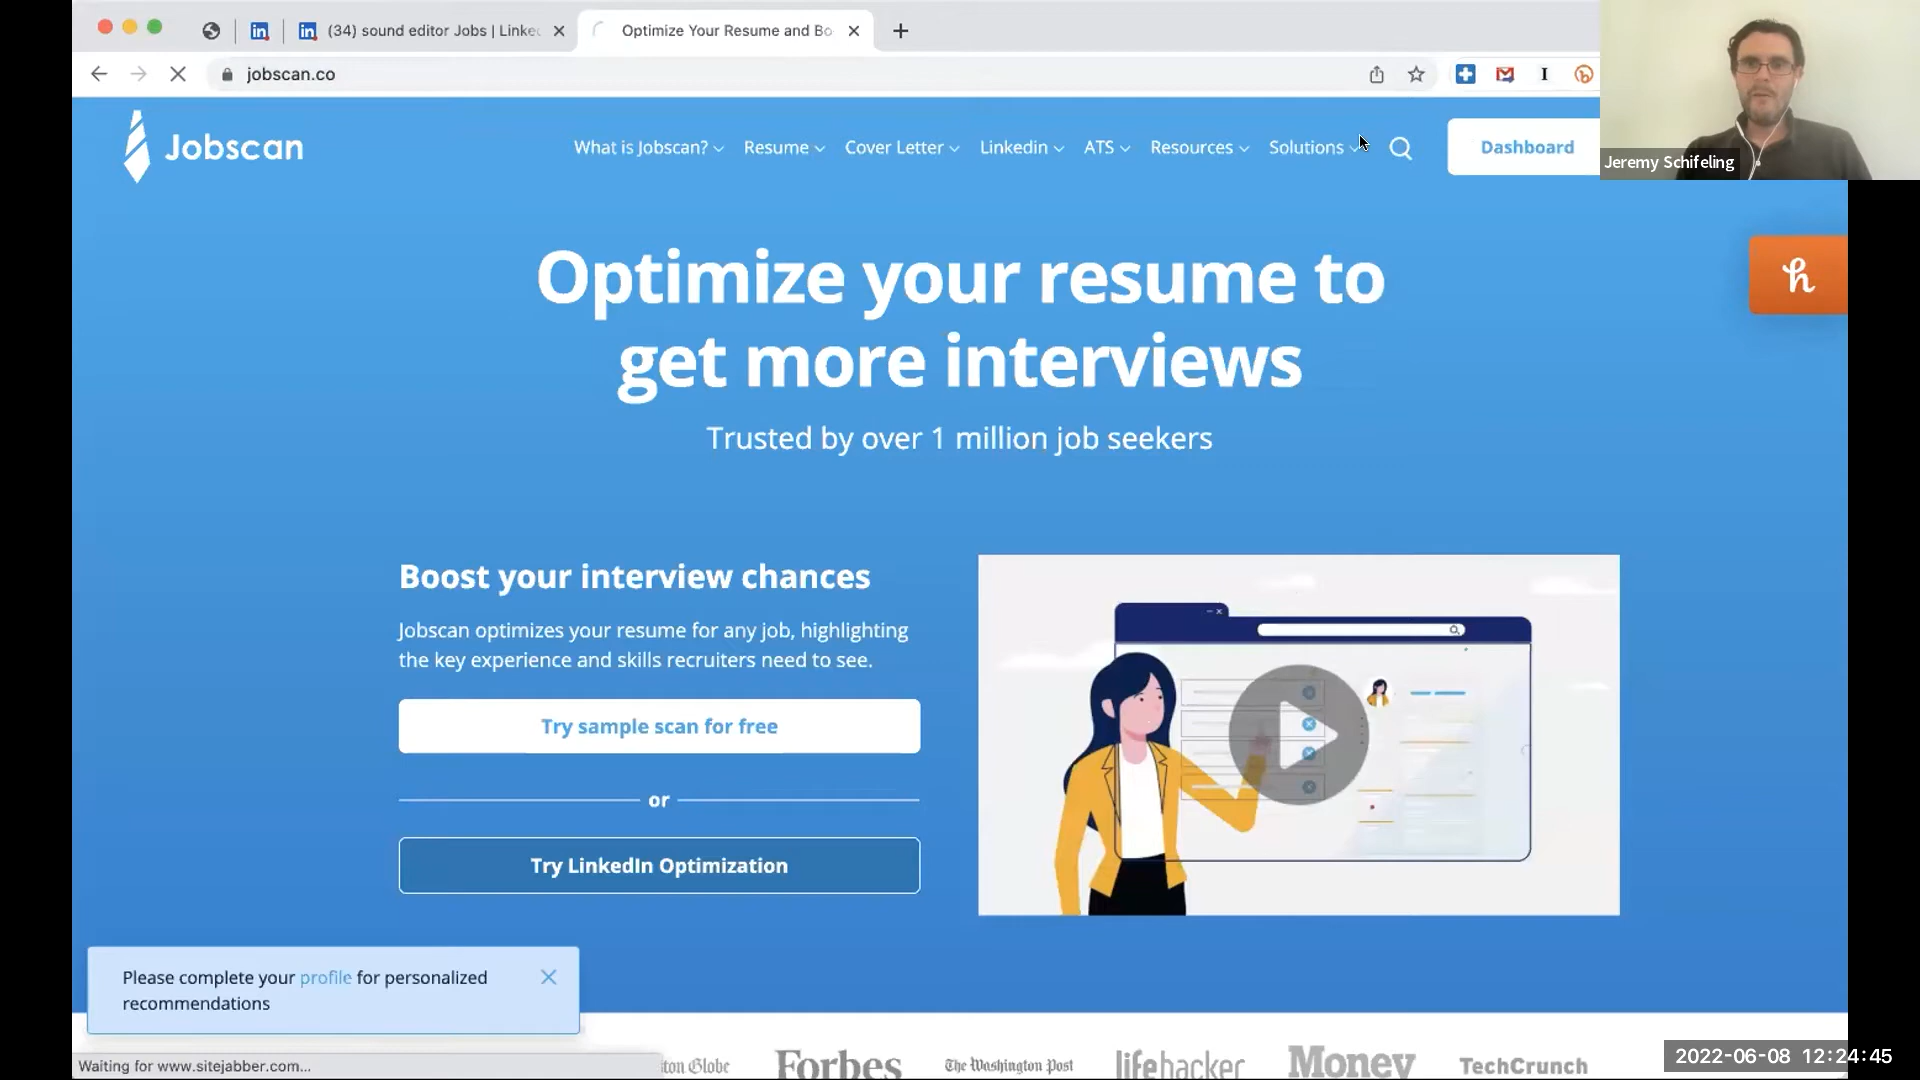 (34) sound editor Jobs | Linke
Optimize Your Resume and Bo
jobscan.co
Jeremy Schifeling
Jobscan
What is Jobscan?
Resume
Cover Letter
Linkedin
ATS
Resources
Solutions
Dashboard
Optimize your resume to
get more interviews
Trusted by over 1 million job seekers
Boost your interview chances
Jobscan optimizes your resume for any job, highlighting
the key experience and skills recruiters need to see.
Try sample scan for free
or
Try LinkedIn Optimization
Please complete your profile for personalized
recommendations
Waiting for www.sitejabber.com...
ton Globe
Forbes
The Washington Post
lifehacker
Money
TechCrunch
2022-06-08 12:24:45